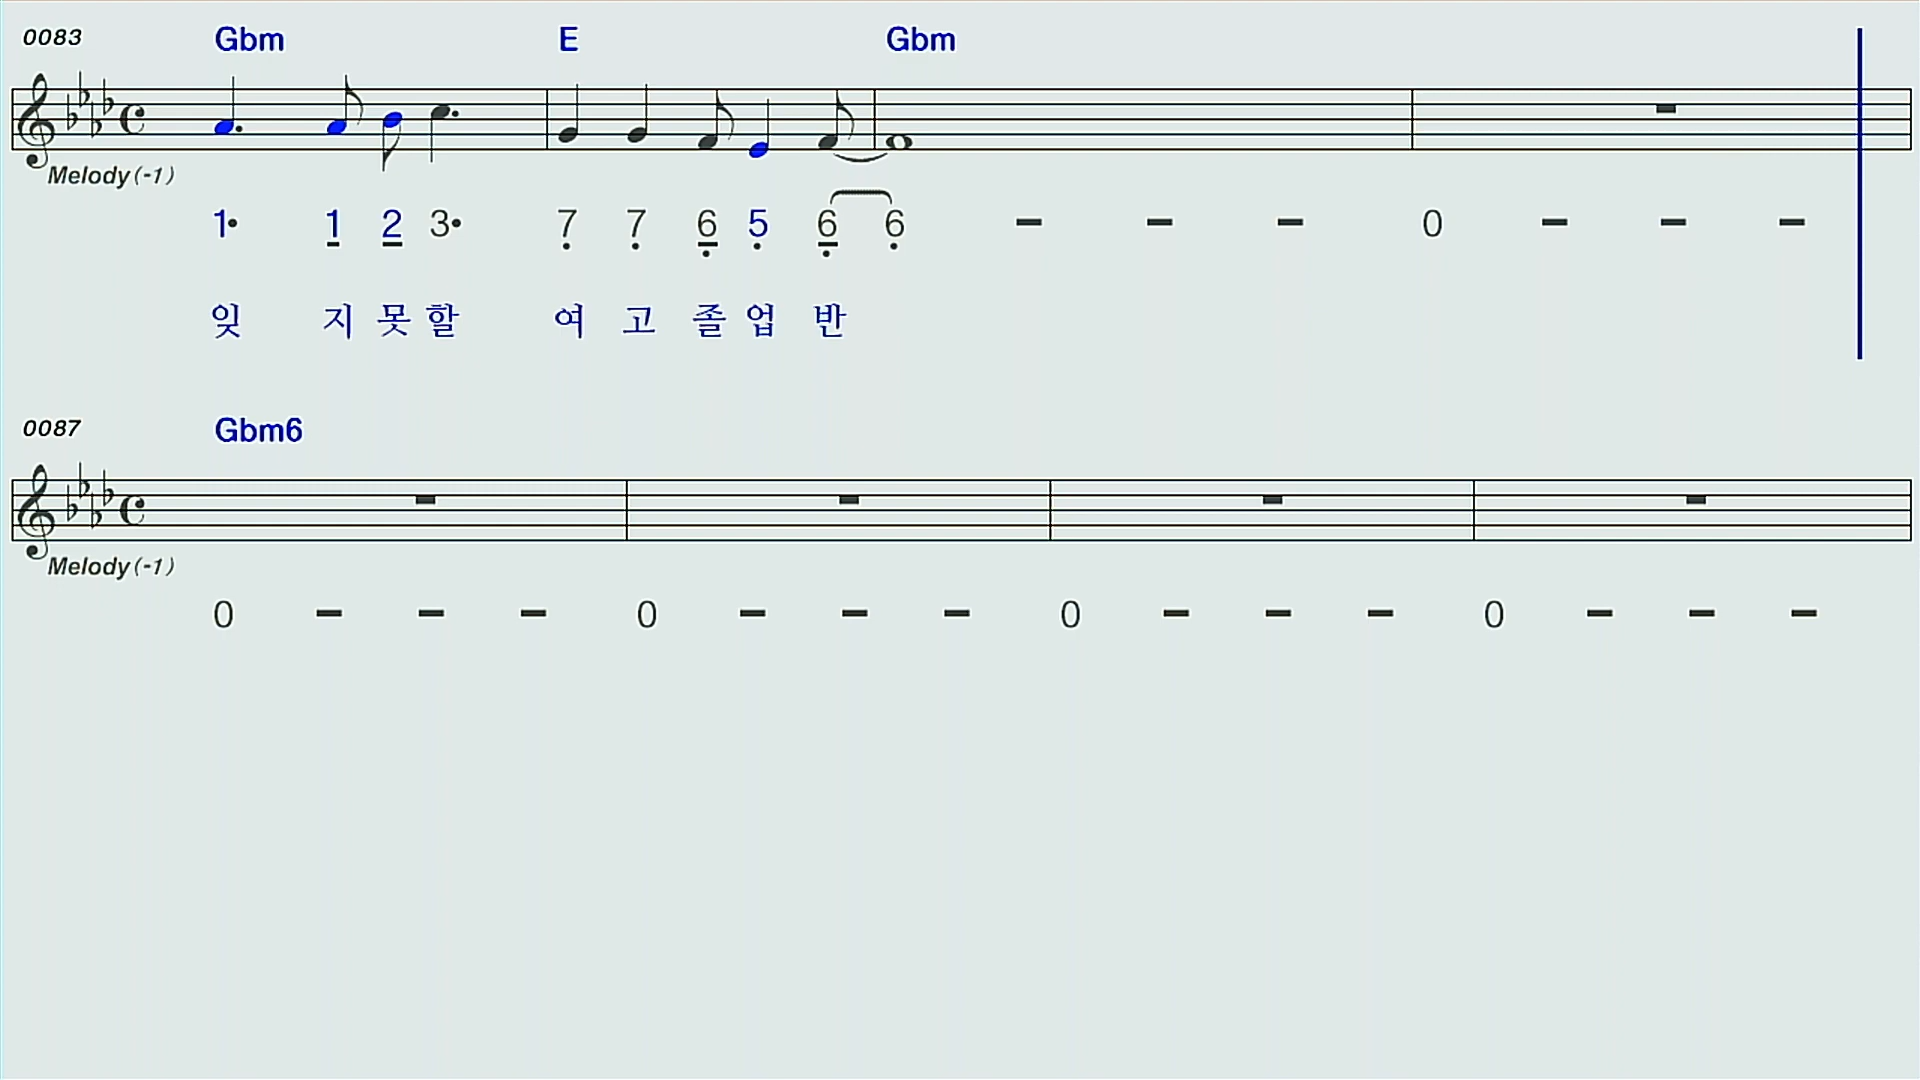 0083 Gbm E Gbm
Melody(-1)
1• 1 2 3• 7 7 6 5 6 6 - - - 0 - - -
잊 지 못 할 여 고 졸 업 반
0087 Gbm6
Melody(-1)
0 - - - 0 - - - 0 - - - 0 - - -